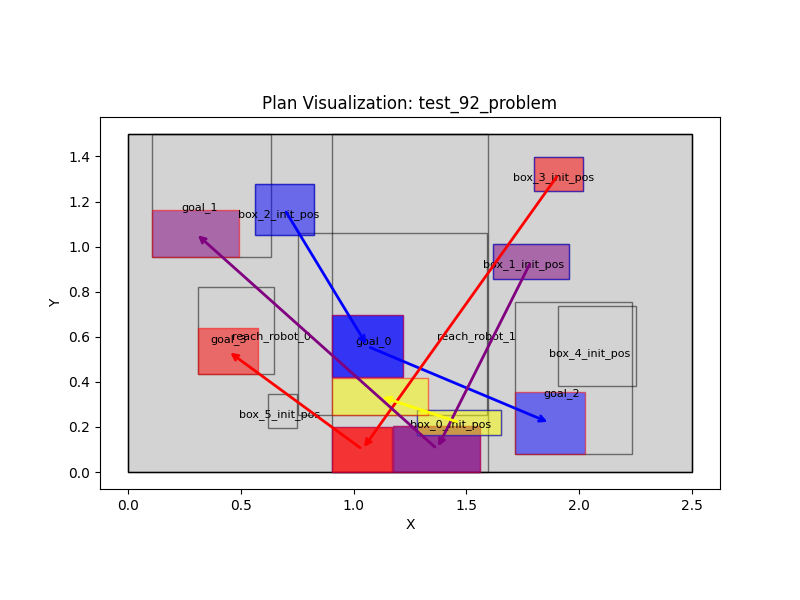 Plan Visualization: test_92_problem
1.4
1.2
1.0
0.8
0.6
0.4
0.2
0.0
Y
box_3_init_pos
goal_1
box_2_init_pos
box_1_init_pos
goal_3
reach_robot_0
goal_0
reach_robot_1
box_4_init_pos
goal_2
box_5_init_pos
box_0_init_pos
0.0
0.5
1.0
1.5
2.0
2.5
X